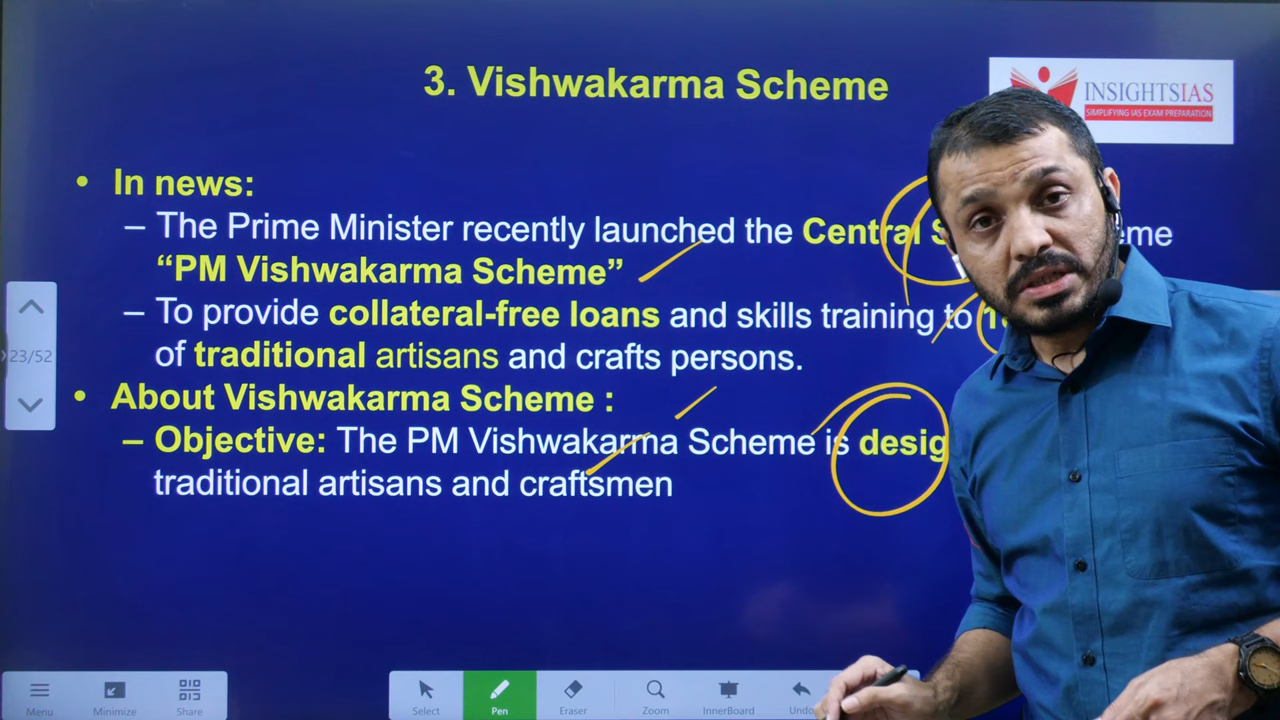 3. Vishwakarma Scheme
INSIGHTSIAS
SIMPLIFYING IAS EXAM PREPARATION
• In news:
– The Prime Minister recently launched the Central
“PM Vishwakarma Scheme”
– To provide collateral-free loans and skills training to
of traditional artisans and crafts persons.
• About Vishwakarma Scheme :
– Objective: The PM Vishwakarma Scheme is desig
traditional artisans and craftsmen
23/52
Menu Minimize Share Select Pen Eraser Zoom InnerBoard Undo